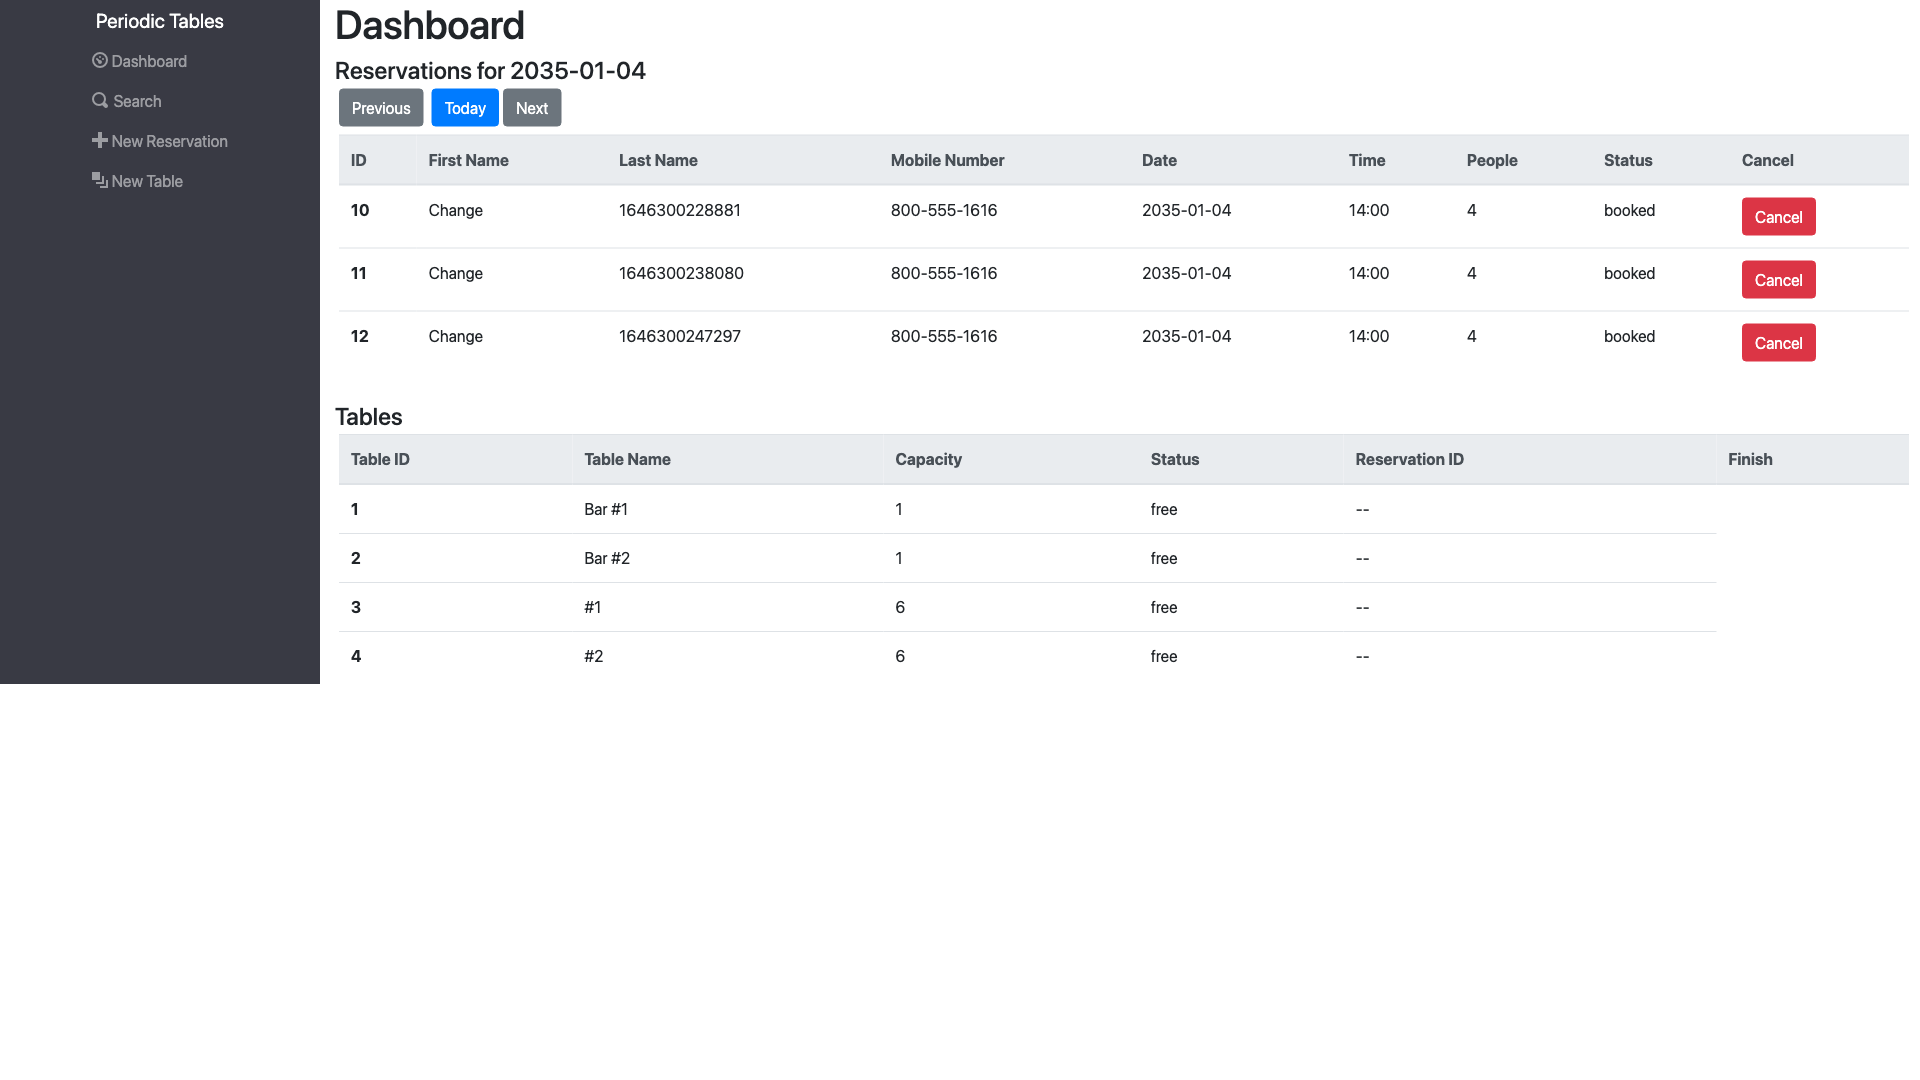 Periodic Tables
Dashboard
Search
New Reservation
New Table
Dashboard
Reservations for 2035-01-04
Previous Today Next
ID First Name Last Name Mobile Number Date Time People Status Cancel
10 Change 1646300228881 800-555-1616 2035-01-04 14:00 4 booked Cancel
11 Change 1646300238080 800-555-1616 2035-01-04 14:00 4 booked Cancel
12 Change 1646300247297 800-555-1616 2035-01-04 14:00 4 booked Cancel
Tables
Table ID Table Name Capacity Status Reservation ID Finish
1 Bar #1 1 free --
2 Bar #2 1 free --
3 #1 6 free --
4 #2 6 free --